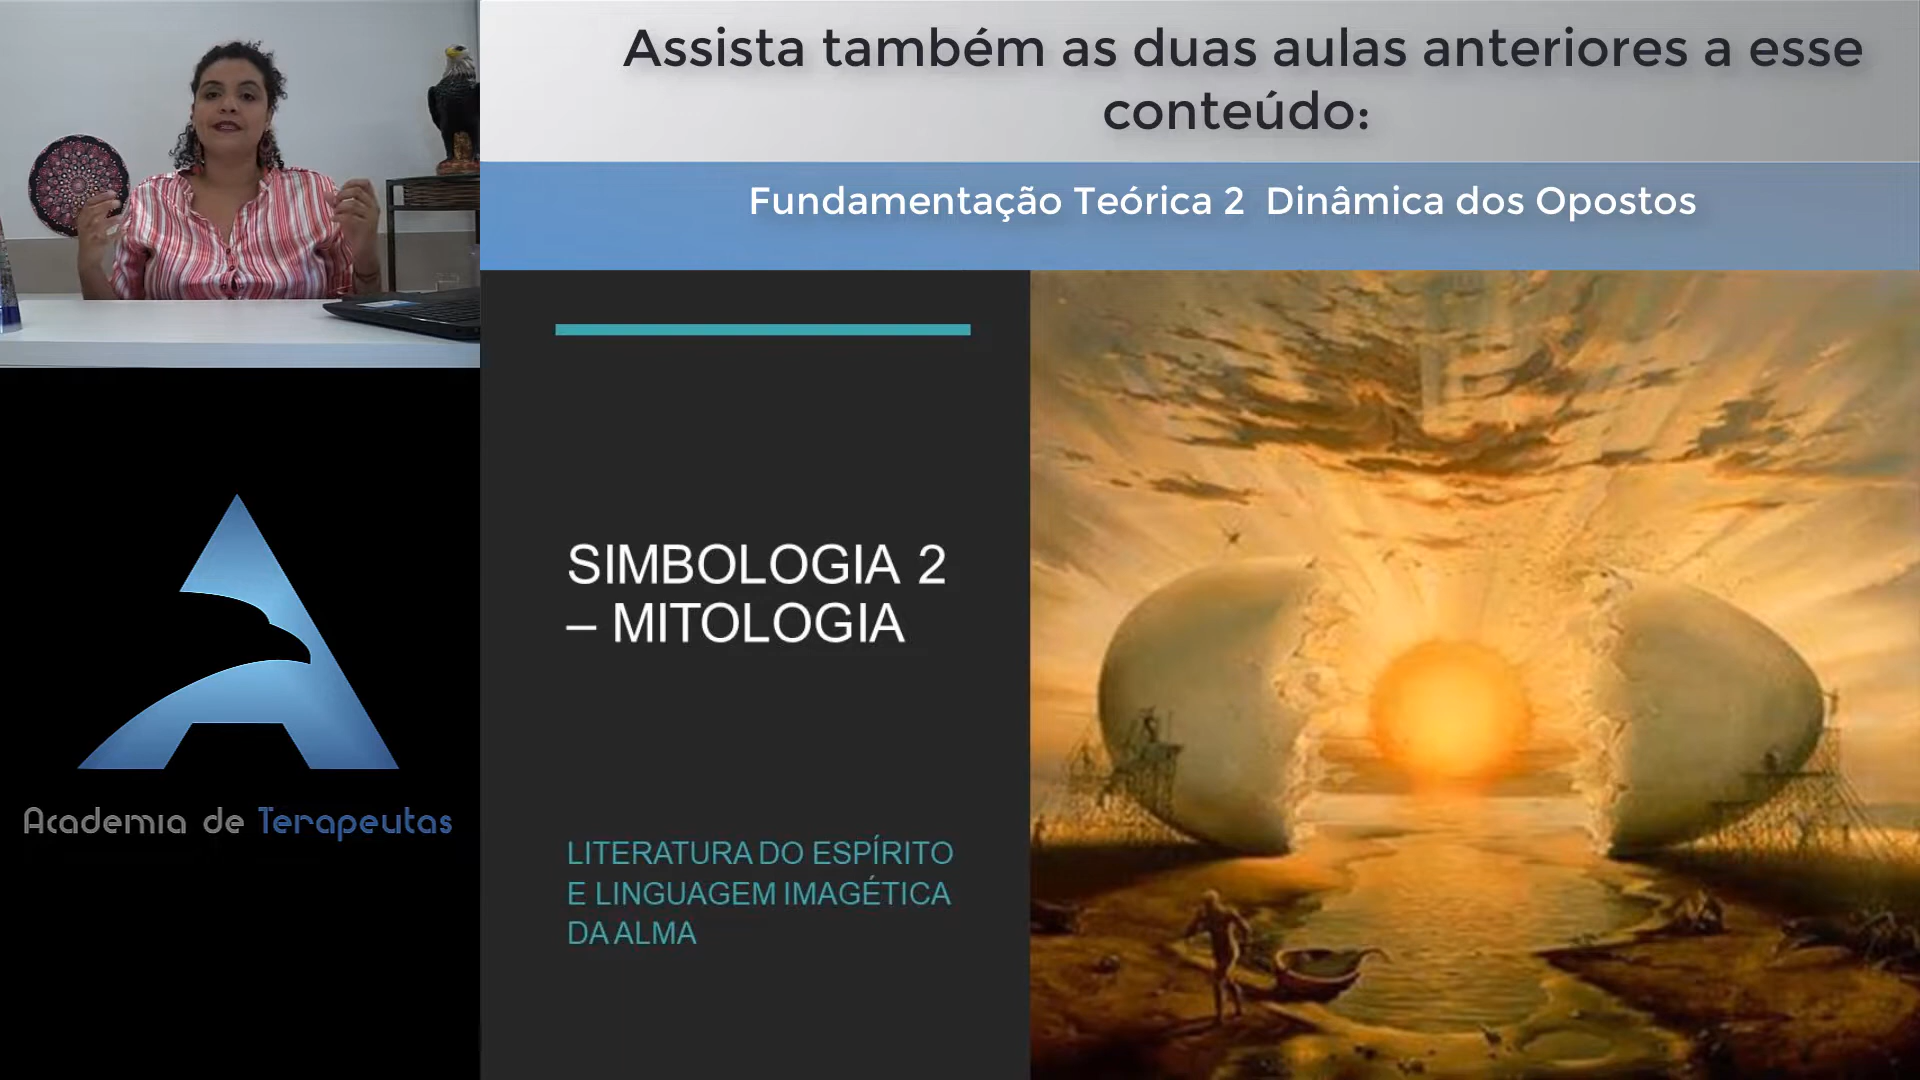 Assista também as duas aulas anteriores a esse
conteúdo:
Fundamentação Teórica 2 Dinâmica dos Opostos
SIMBOLOGIA 2
– MITOLOGIA
LITERATURA DO ESPÍRITO
E LINGUAGEM IMAGÉTICA
DA ALMA
Academia de Terapeutas